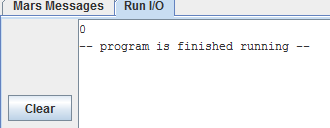 Mars Messages Run I/O
0
-- program is finished running --
Clear